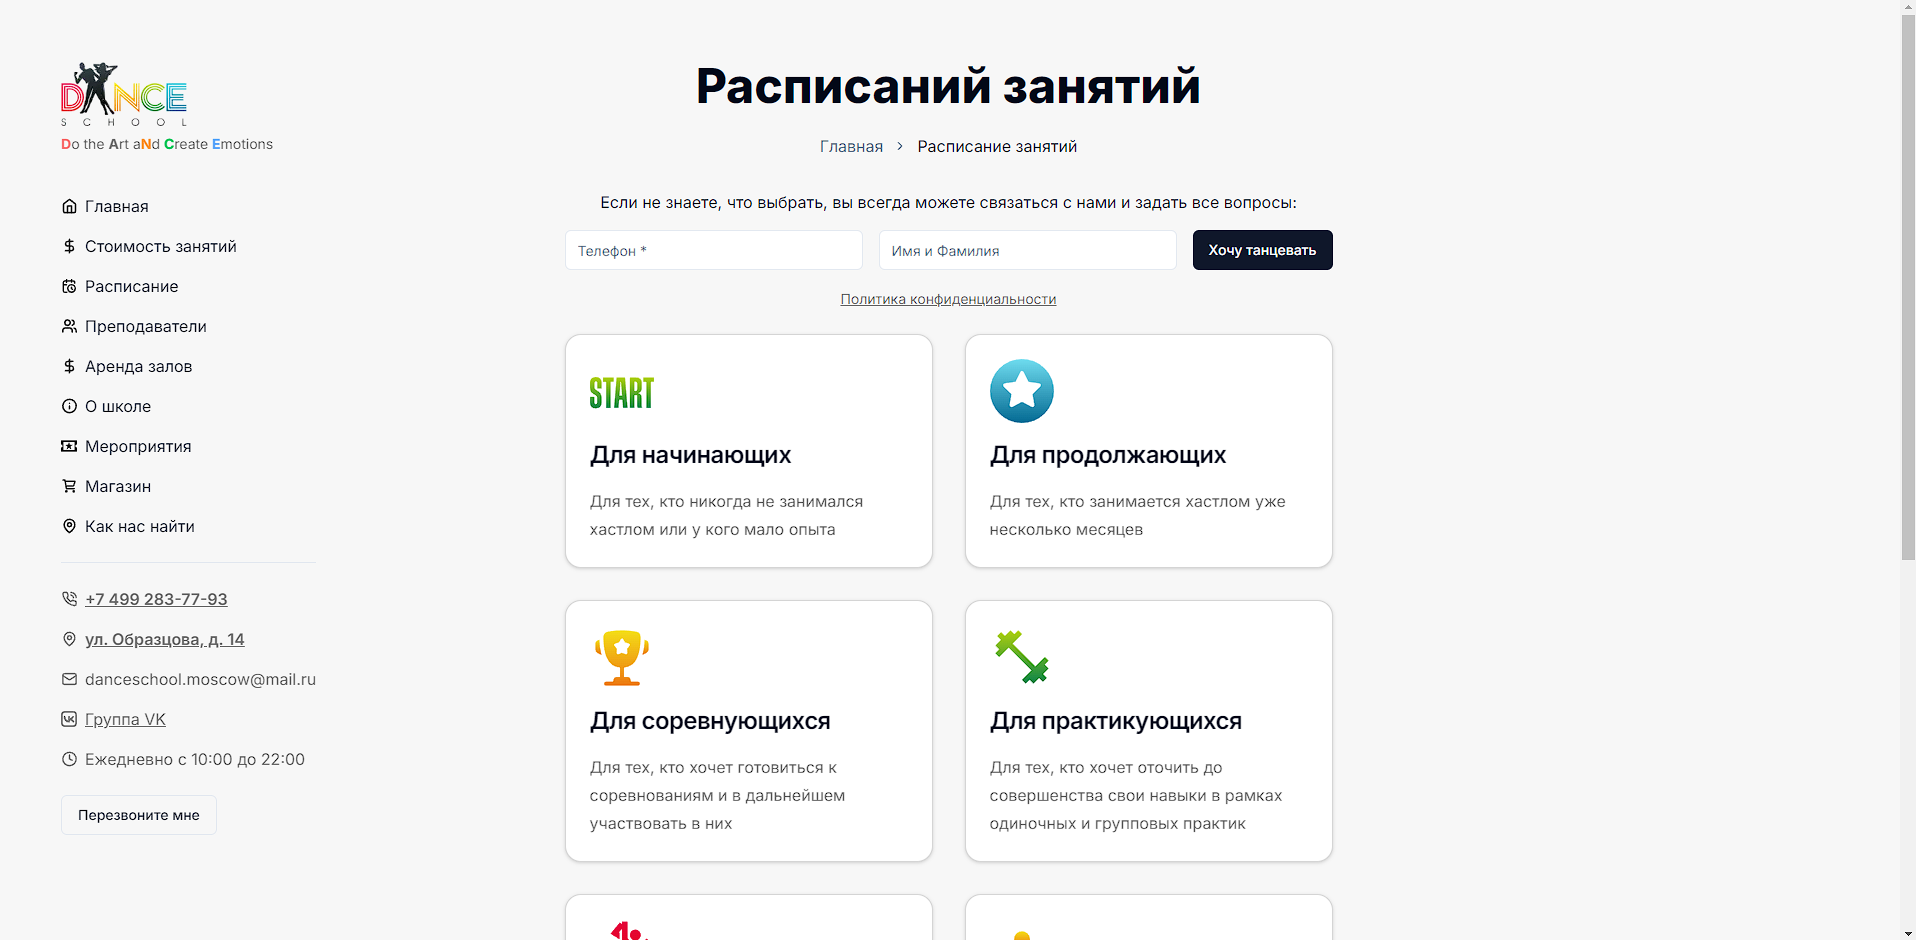 DANCE
SCHOOL
Do the Art aNd Create Emotions
Главная
Стоимость занятий
Расписание
Преподаватели
Аренда залов
О школе
Мероприятия
Магазин
Как нас найти
+7 499 283-77-93
ул. Образцова, д. 14
danceschool.moscow@mail.ru
Группа VK
Ежедневно с 10:00 до 22:00
Перезвоните мне
Расписаний занятий
Главная > Расписание занятий
Если не знаете, что выбрать, вы всегда можете связаться с нами и задать все вопросы:
Телефон *
Имя и Фамилия
Хочу танцевать
Политика конфиденциальности
START
Для начинающих
Для тех, кто никогда не занимался
хастлом или у кого мало опыта
Для продолжающих
Для тех, кто занимается хастлом уже
несколько месяцев
Для соревнующихся
Для тех, кто хочет готовиться к
соревнованиям и в дальнейшем
участвовать в них
Для практикующихся
Для тех, кто хочет оточить до
совершенства свои навыки в рамках
одиночных и групповых практик